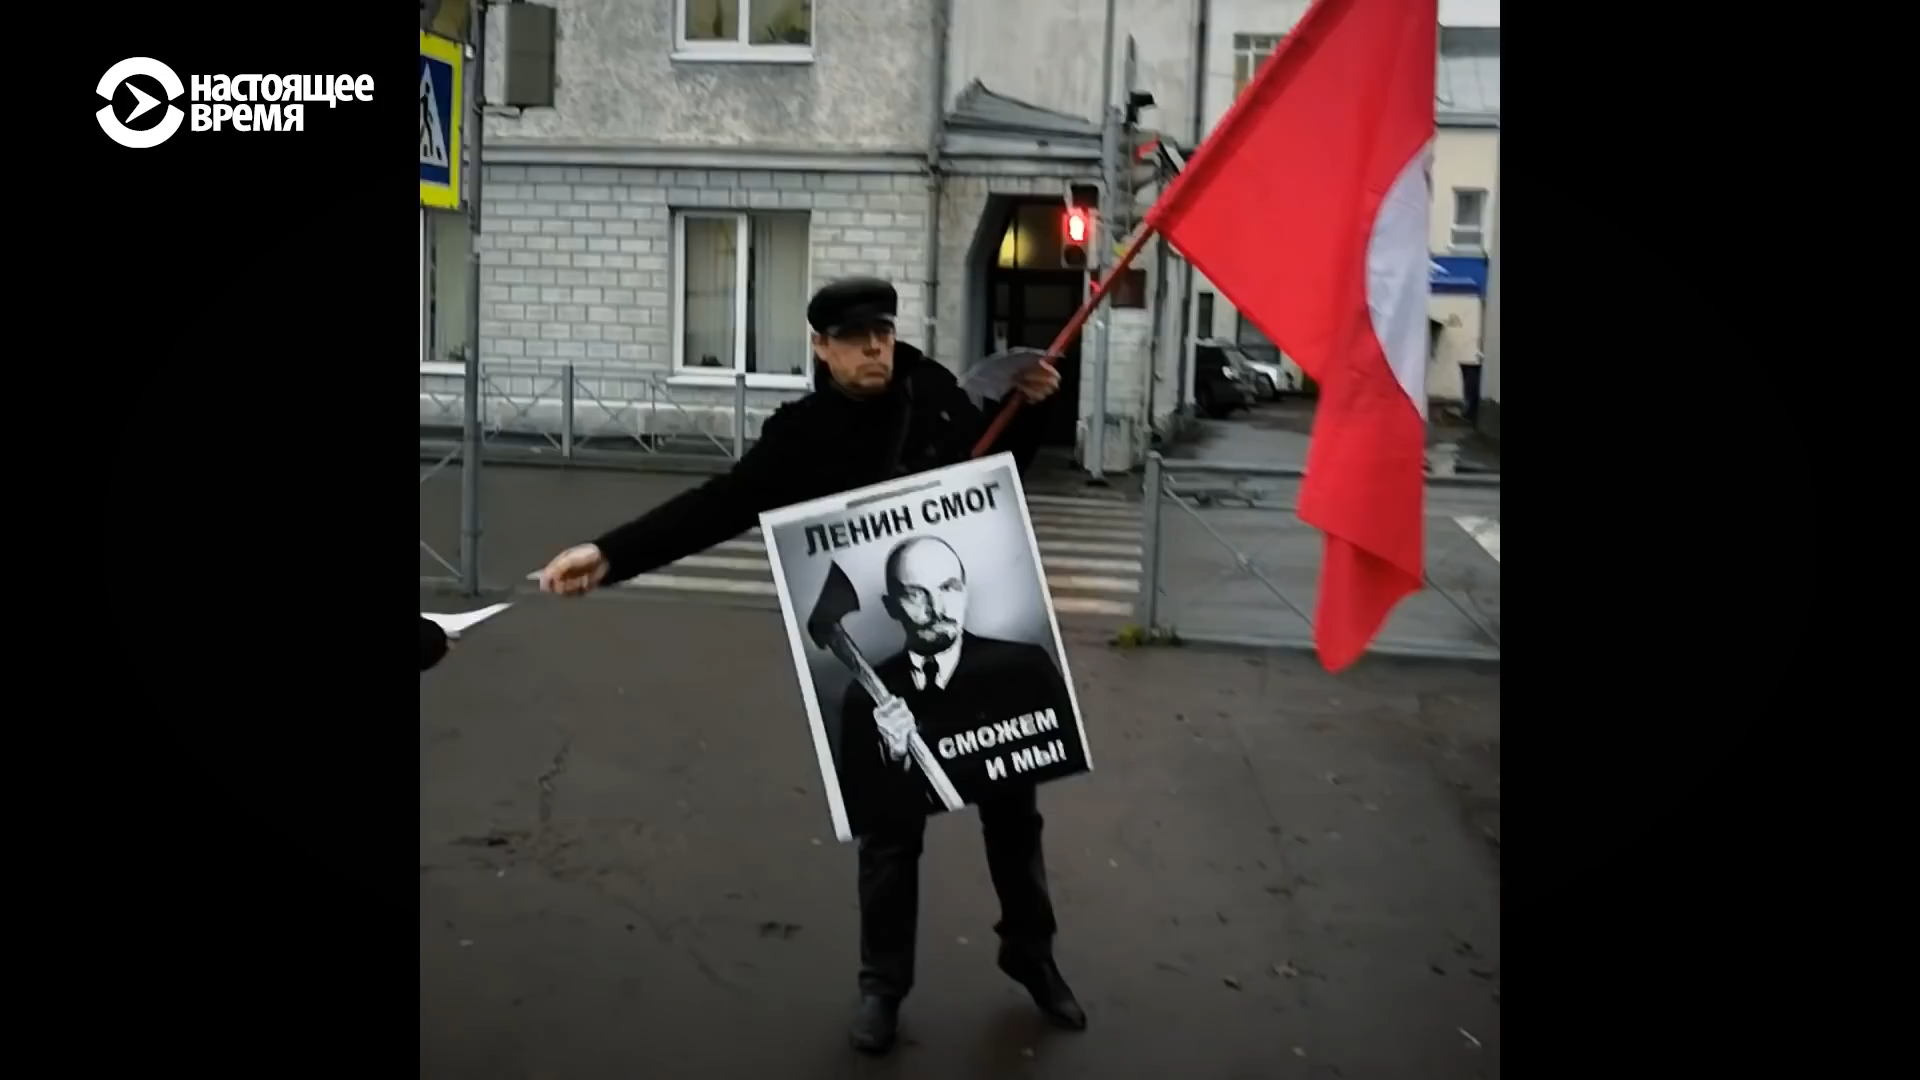 НАСТОЯЩЕЕ
ВРЕМЯ
ЛЕНИН СМОГ
СМОЖЕМ
И МЫ!